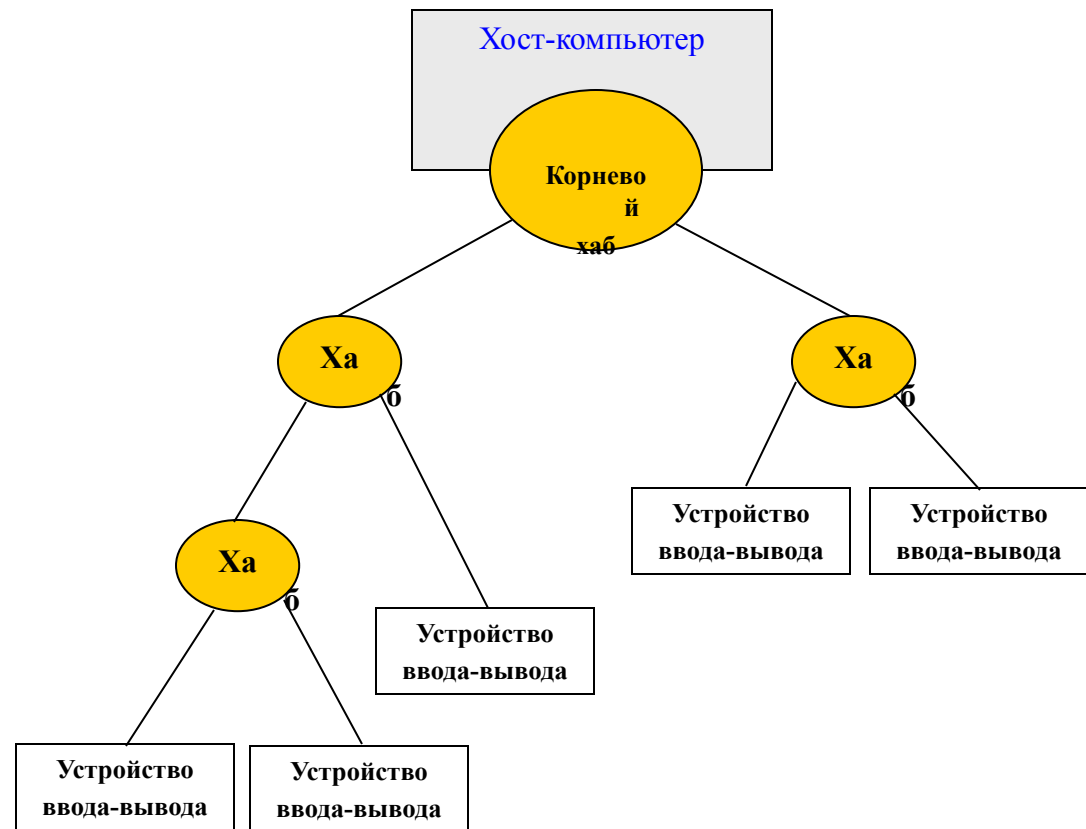 Хост-компьютер
Корнево
й
хаб
Ха
б
Ха
б
Устройство
ввода-вывода
Устройство
ввода-вывода
Ха
б
Устройство
ввода-вывода
Устройство
ввода-вывода
Устройство
ввода-вывода